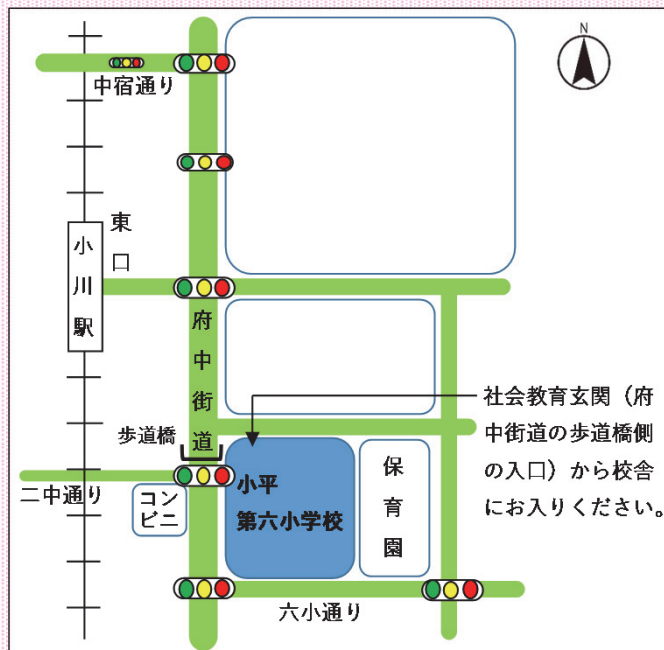 N
中宿通り
東口
小川駅
府中街道
社会教育玄関（府
中街道の歩道橋側
の入口）から校舎
にお入りください。
歩道橋
二中通り
コン
ビニ
小平
第六小学校
保育園
六小通り